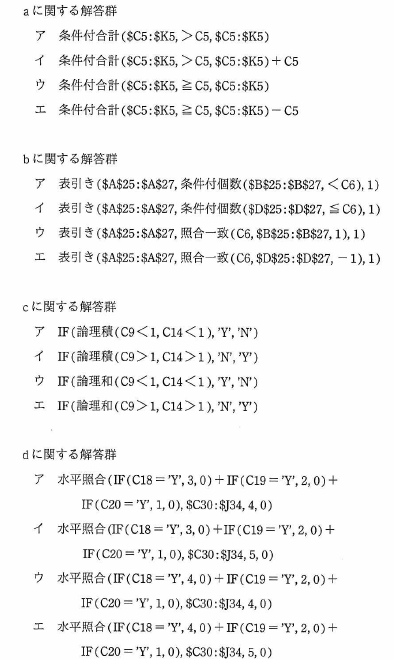 aに関する解答群
ア 条件付合計($C5:$K5,＞C5,$C5:$K5)
イ 条件付合計($C5:$K5,＞C5,$C5:$K5)＋C5
ウ 条件付合計($C5:$K5,≧C5,$C5:$K5)
エ 条件付合計($C5:$K5,≧C5,$C5:$K5)－C5
bに関する解答群
ア 表引き($A$25:$A$27,条件付個数($B$25:$B$27,＜C6),1)
イ 表引き($A$25:$A$27,条件付個数($D$25:$D$27,≦C6),1)
ウ 表引き($A$25:$A$27,照合一致(C6,$B$25:$B$27,1),1)
エ 表引き($A$25:$A$27,照合一致(C6,$D$25:$D$27,－1),1)
cに関する解答群
ア IF(論理積(C9＜1,C14＜1),'Y','N')
イ IF(論理積(C9＞1,C14＞1),'N','Y')
ウ IF(論理和(C9＜1,C14＜1),'Y','N')
エ IF(論理和(C9＞1,C14＞1),'N','Y')
dに関する解答群
ア 水平照合(IF(C18＝'Y',3,0)＋IF(C19＝'Y',2,0)＋
IF(C20＝'Y',1,0),$C30:$J34,4,0)
イ 水平照合(IF(C18＝'Y',3,0)＋IF(C19＝'Y',2,0)＋
IF(C20＝'Y',1,0),$C30:$J34,5,0)
ウ 水平照合(IF(C18＝'Y',4,0)＋IF(C19＝'Y',2,0)＋
IF(C20＝'Y',1,0),$C30:$J34,4,0)
エ 水平照合(IF(C18＝'Y',4,0)＋IF(C19＝'Y',2,0)＋
IF(C20＝'Y',1,0),$C30:$J34,5,0)